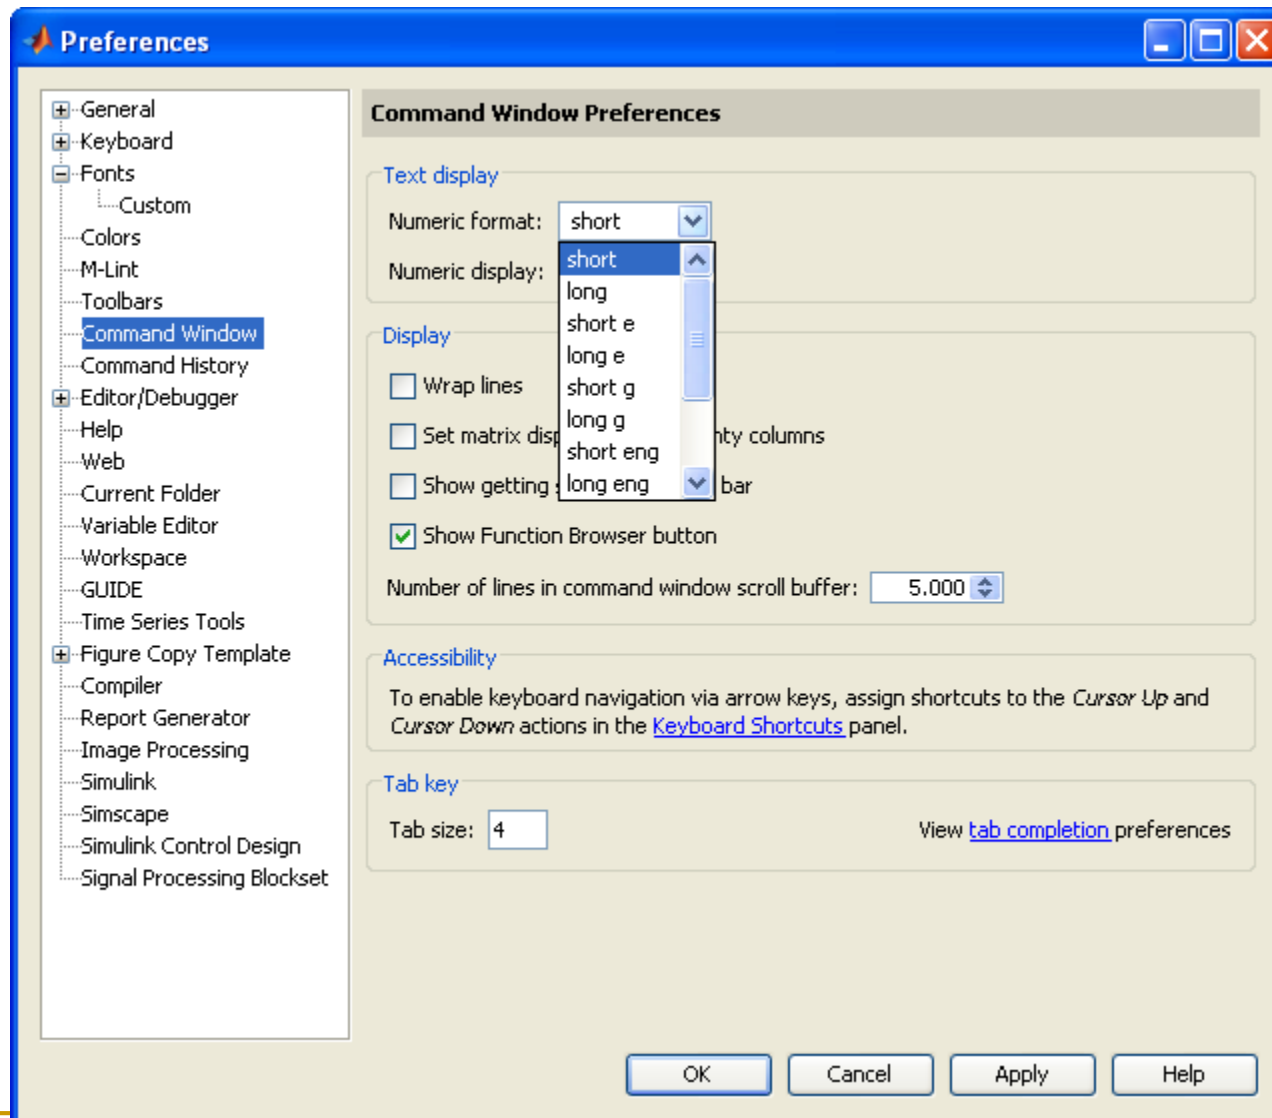 Preferences
General
Keyboard
Fonts
Custom
Colors
M-Lint
Toolbars
Command Window
Command History
Editor/Debugger
Help
Web
Current Folder
Variable Editor
Workspace
GUIDE
Time Series Tools
Figure Copy Template
Compiler
Report Generator
Image Processing
Simulink
Simscape
Simulink Control Design
Signal Processing Blockset
Command Window Preferences
Text display
Numeric format: short
Numeric display:
short
long
short e
long e
short g
long g
short eng
long eng
Display
Wrap lines
Set matrix columns
Show getting bar
Show Function Browser button
Number of lines in command window scroll buffer: 5.000
Accessibility
To enable keyboard navigation via arrow keys, assign shortcuts to the Cursor Up and
Cursor Down actions in the Keyboard Shortcuts panel.
Tab key
Tab size: 4 View tab completion preferences
OK Cancel Apply Help